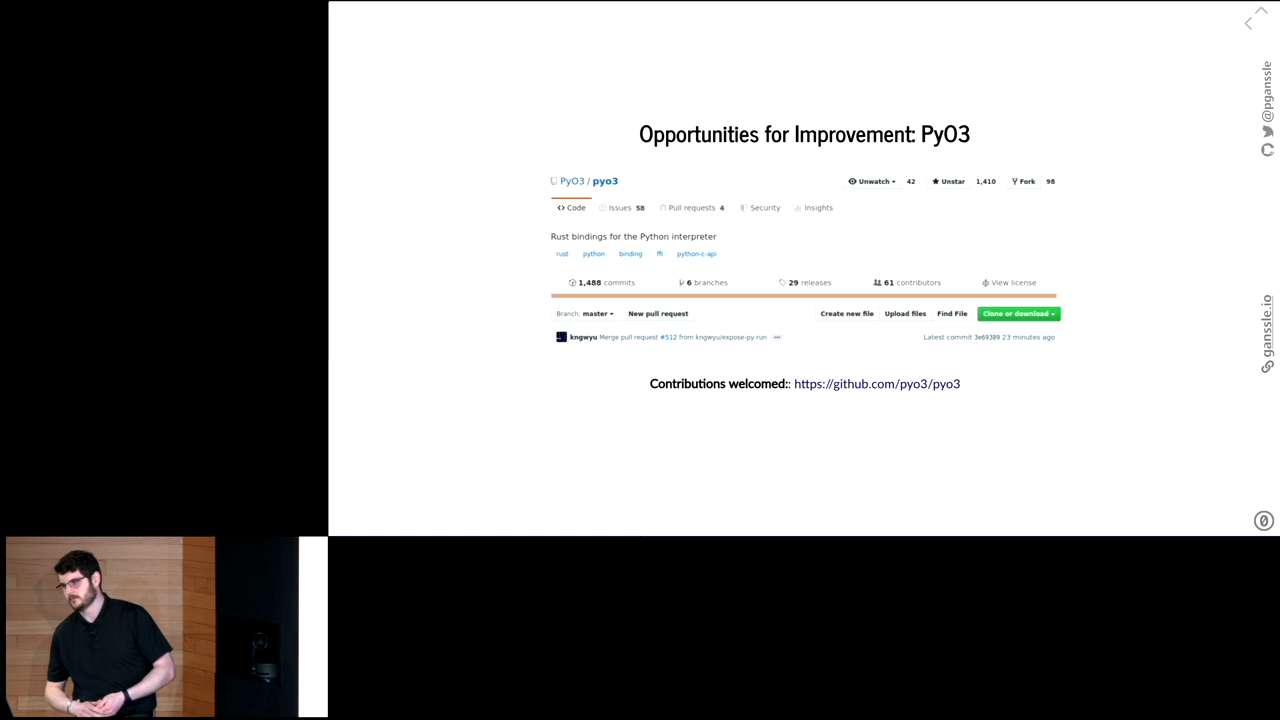 Opportunities for Improvement: PyO3
PyO3 / pyo3
Unwatch 42 Unstar 1,410 Fork 98
Code Issues 58 Pull requests 4 Security Insights
Rust bindings for the Python interpreter
rust python binding ffi python-c-api
1,488 commits 6 branches 29 releases 61 contributors View license
Branch: master New pull request Create new file Upload files Find File Clone or download
kngwyu Merge pull request #512 from kngwyu/expose-py-run Latest commit 3e69389 23 minutes ago
Contributions welcomed:: https://github.com/pyo3/pyo3
@pganssle
ganssle.io